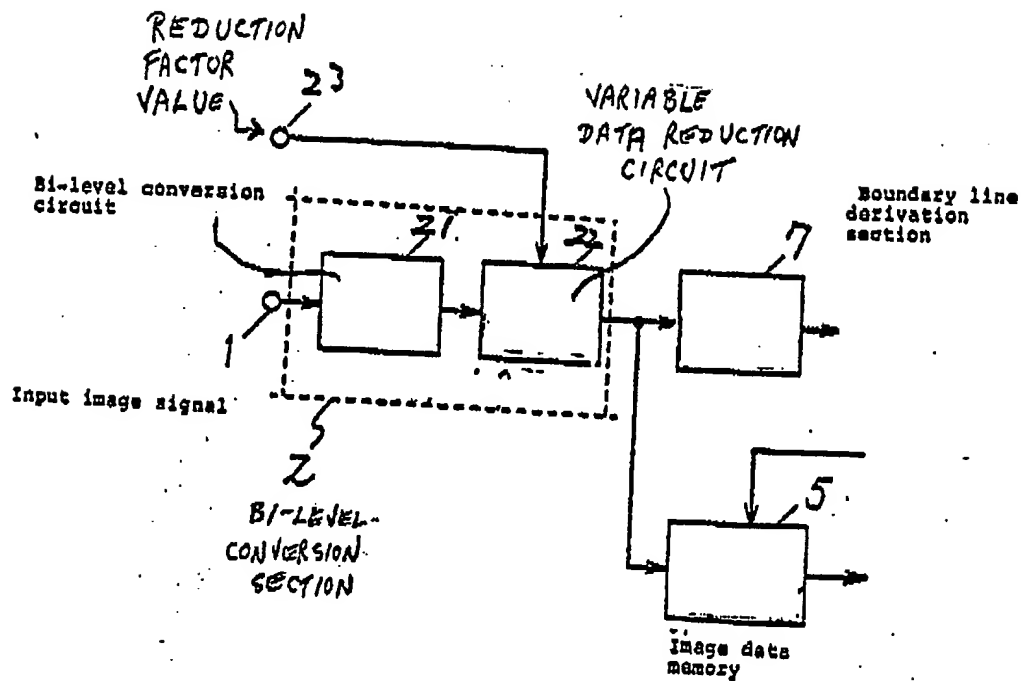 REDUCTION
FACTOR
VALUE
23
VARIABLE
DATA REDUCTION
CIRCUIT
Bi-level conversion
circuit
Boundary line
derivation
section
21
22
7
1
Input image signal
2
BI-LEVEL
CONVERSION
SECTION
5
Image data
memory